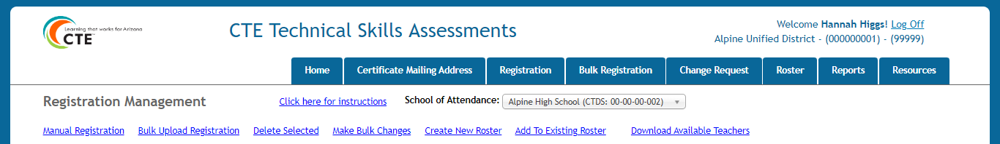 Learning that works for Arizona
CTE™
CTE Technical Skills Assessments
Welcome Hannah Higgs! Log Off
Alpine Unified District - (000000001) - (99999)
Home Certificate Mailing Address Registration Bulk Registration Change Request Roster Reports Resources
Registration Management Click here for instructions School of Attendance: Alpine High School (CTDS: 00-00-00-002)
Manual Registration Bulk Upload Registration Delete Selected Make Bulk Changes Create New Roster Add To Existing Roster Download Available Teachers